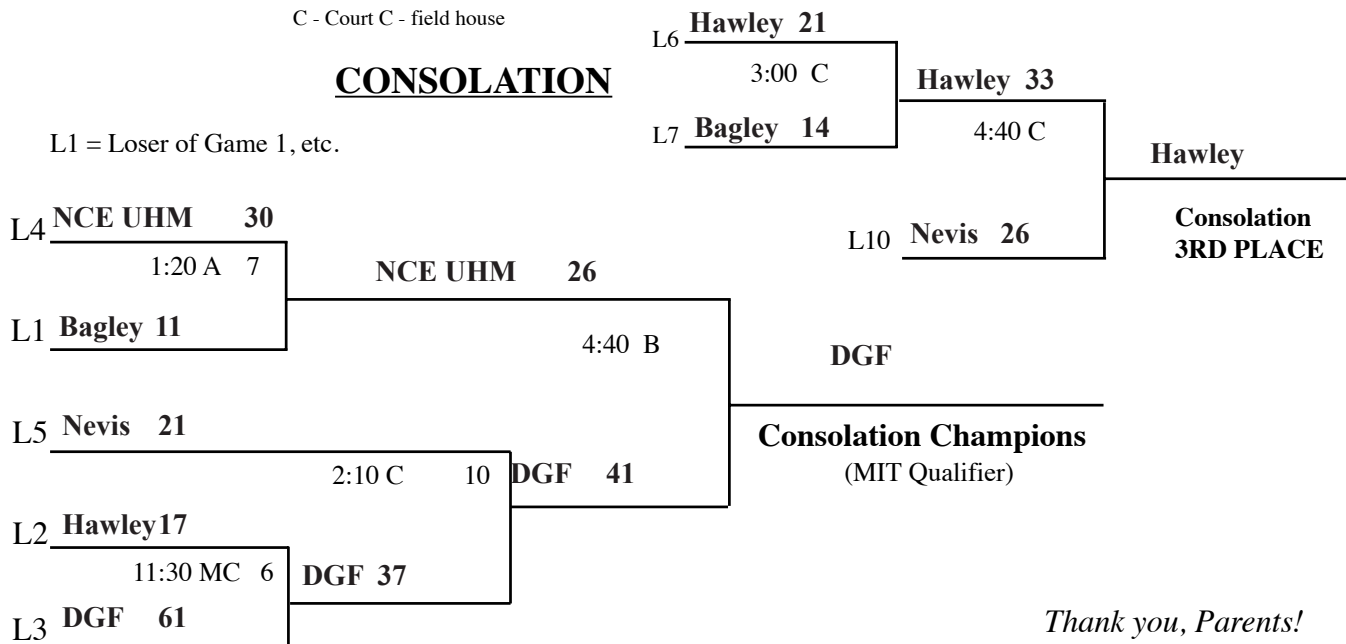 C - Court C - field house
CONSOLATION
L1 = Loser of Game 1, etc.
L6 Hawley 21
3:00 C
L7 Bagley 14
Hawley 33
4:40 C
L10 Nevis 26
Hawley
Consolation
3RD PLACE
L4 NCE UHM 30
1:20 A 7
L1 Bagley 11
NCE UHM 26
4:40 B
DGF
Consolation Champions
(MIT Qualifier)
L5 Nevis 21
2:10 C 10
DGF 41
L2 Hawley17
11:30 MC 6
DGF 37
L3 DGF 61
Thank you, Parents!